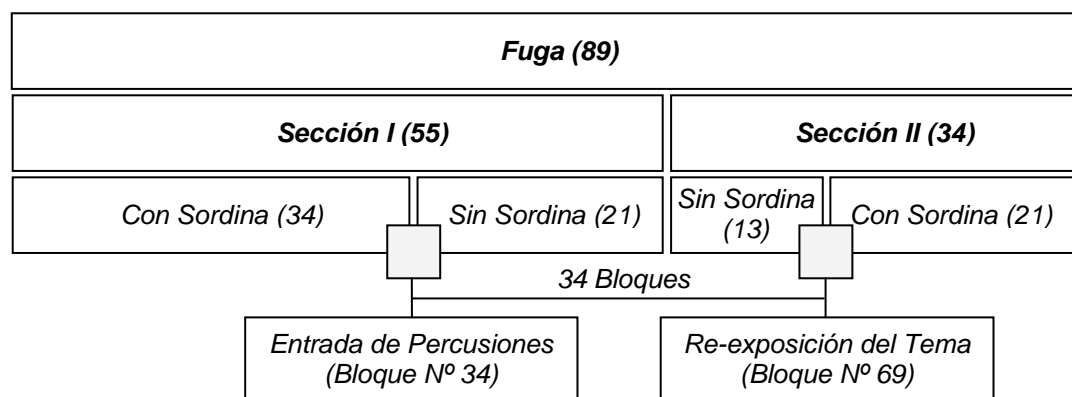 Fuga (89)
Sección I (55)
Sección II (34)
Con Sordina (34)
Sin Sordina (21)
Sin Sordina
(13)
Con Sordina (21)
34 Bloques
Entrada de Percusiones
(Bloque Nº 34)
Re-exposición del Tema
(Bloque Nº 69)